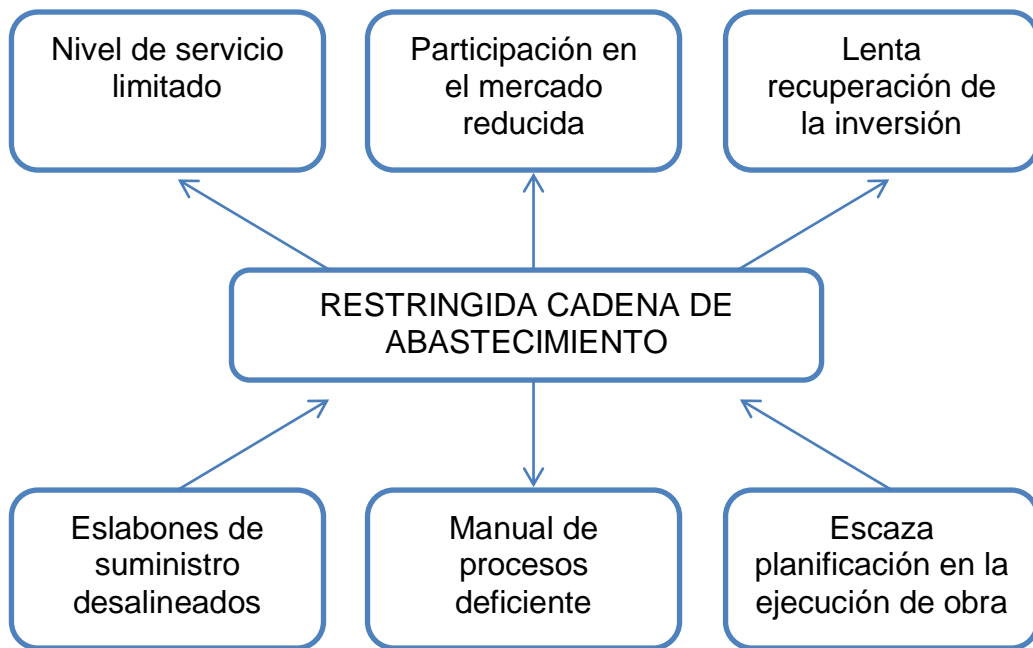 Nivel de servicio
limitado
Participación en
el mercado
reducida
Lenta
recuperación de
la inversión
RESTRINGIDA CADENA DE
ABASTECIMIENTO
Eslabones de
suministro
desalineados
Manual de
procesos
deficiente
Escaza
planificación en la
ejecución de obra